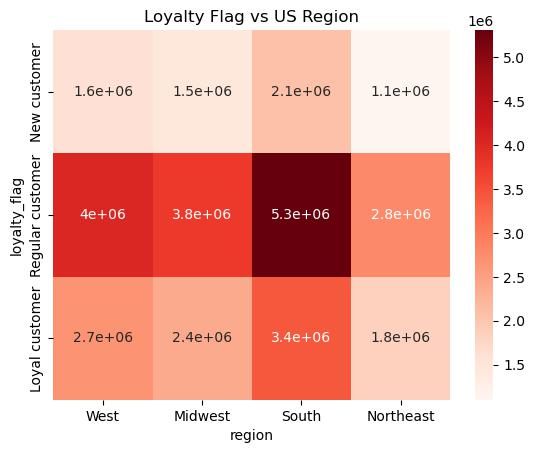 Loyalty Flag vs US Region
1e6
New customer
1.6e+06 1.5e+06 2.1e+06 1.1e+06
loyalty_flag
Regular customer
4e+06 3.8e+06 5.3e+06 2.8e+06
Loyal customer
2.7e+06 2.4e+06 3.4e+06 1.8e+06
West Midwest South Northeast
region
5.0
4.5
4.0
3.5
3.0
2.5
2.0
1.5